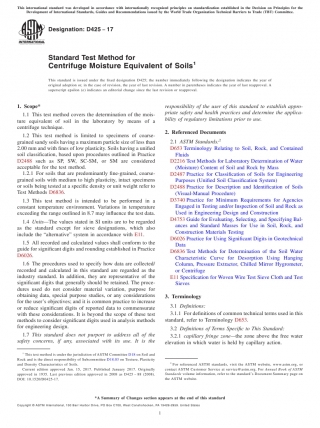 This international standard was developed in accordance with internationally recognized principles on standardization established in the Decision on Principles for the
Development of International Standards, Guides and Recommendations issued by the World Trade Organization Technical Barriers to Trade (TBT) Committee.
Designation: D425 − 17
INTERNATIONAL
Standard Test Method for
Centrifuge Moisture Equivalent of Soils1
This standard is issued under the fixed designation D425; the number immediately following the designation indicates the year of
original adoption or, in the case of revision, the year of last revision. A number in parentheses indicates the year of last reapproval. A
superscript epsilon (ε) indicates an editorial change since the last revision or reapproval.
1. Scope*
1.1 This test method covers the determination of the mois-
ture equivalent of soil in the laboratory by means of a
centrifuge technique.
1.2 This test method is limited to specimens of coarse-
grained sandy soils having a maximum particle size of less than
2.00 mm and with fines of low plasticity. Soils having a unified
soil classification, based upon procedures outlined in Practice
D2488 such as SP, SW, SC-SM, or SM are considered
acceptable for the test method.
1.2.1 For soils that are predominantly fine-grained, coarse-
grained soils with medium to high plasticity, intact specimens
or soils being tested at a specific density or unit weight refer to
Test Methods D6836.
1.3 This test method is intended to be performed in a
constant temperature environment. Variations in temperature
exceeding the range outlined in 8.7 may influence the test data.
1.4 Units—The values stated in SI units are to be regarded
as the standard except for sieve designations, which also
include the "alternative" system in accordance with E11.
1.5 All recorded and calculated values shall conform to the
guide for significant digits and rounding established in Practice
D6026.
1.6 The procedures used to specify how data are collected/
recorded and calculated in this standard are regarded as the
industry standard. In addition, they are representative of the
significant digits that generally should be retained. The proce-
dures used do not consider material variation, purpose for
obtaining data, special purpose studies, or any considerations
for the user's objectives; and it is common practice to increase
or reduce significant digits of reported data to commensurate
with these considerations. It is beyond the scope of these test
methods to consider significant digits used in analysis methods
for engineering design.
1.7 This standard does not purport to address all of the
safety concerns, if any, associated with its use. It is the
1 This test method is under the jurisdiction of ASTM Committee D18 on Soil and
Rock and is the direct responsibility of Subcommittee D18.03 on Texture, Plasticity
and Density Characteristics of Soils.
Current edition approved Jan. 15, 2017. Published January 2017. Originally
approved in 1935. Last previous edition approved in 2008 as D425 – 88 (2008).
DOI: 10.1520/D0425-17.
responsibility of the user of this standard to establish appro-
priate safety and health practices and determine the applica-
bility of regulatory limitations prior to use.
2. Referenced Documents
2.1 ASTM Standards:2
D653 Terminology Relating to Soil, Rock, and Contained
Fluids
D2216 Test Methods for Laboratory Determination of Water
(Moisture) Content of Soil and Rock by Mass
D2487 Practice for Classification of Soils for Engineering
Purposes (Unified Soil Classification System)
D2488 Practice for Description and Identification of Soils
(Visual-Manual Procedure)
D3740 Practice for Minimum Requirements for Agencies
Engaged in Testing and/or Inspection of Soil and Rock as
Used in Engineering Design and Construction
D4753 Guide for Evaluating, Selecting, and Specifying Bal-
ances and Standard Masses for Use in Soil, Rock, and
Construction Materials Testing
D6026 Practice for Using Significant Digits in Geotechnical
Data
D6836 Test Methods for Determination of the Soil Water
Characteristic Curve for Desorption Using Hanging
Column, Pressure Extractor, Chilled Mirror Hygrometer,
or Centrifuge
E11 Specification for Woven Wire Test Sieve Cloth and Test
Sieves
3. Terminology
3.1 Definitions:
3.1.1 For definitions of common technical terms used in this
standard, refer to Terminology D653.
3.2 Definitions of Terms Specific to This Standard:
3.2.1 capillary fringe zone—the zone above the free water
elevation in which water is held by capillary action.
2 For referenced ASTM standards, visit the ASTM website, www.astm.org, or
contact ASTM Customer Service at service@astm.org. For Annual Book of ASTM
Standards volume information, refer to the standard's Document Summary page on
the ASTM website.
*A Summary of Changes section appears at the end of this standard
Copyright © ASTM International, 100 Barr Harbor Drive, PO Box C700, West Conshohocken, PA 19428-2959. United States
1